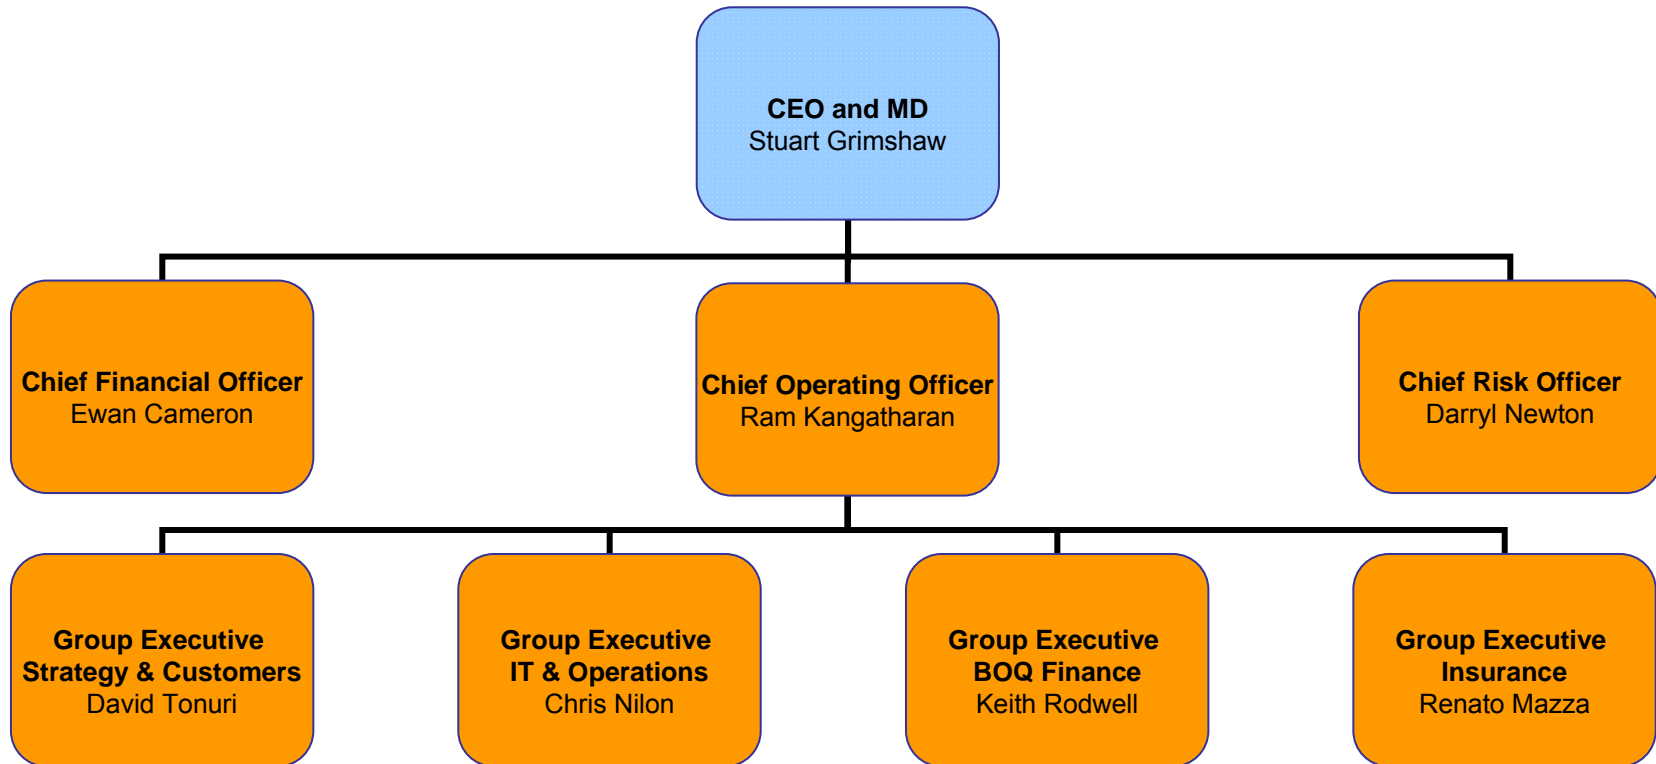 CEO and MD
Stuart Grimshaw
Chief Financial Officer
Ewan Cameron
Chief Operating Officer
Ram Kangatharan
Chief Risk Officer
Darryl Newton
Group Executive
Strategy & Customers
David Tonuri
Group Executive
IT & Operations
Chris Nilon
Group Executive
BOQ Finance
Keith Rodwell
Group Executive
Insurance
Renato Mazza